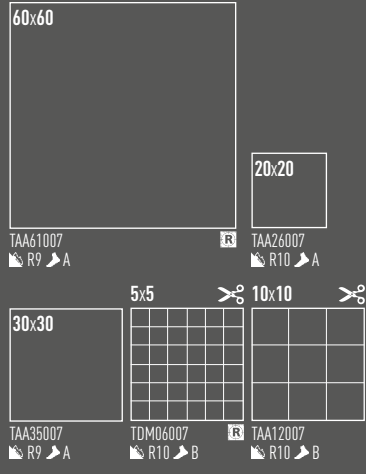 60x60
20x20
TAA61007 R
R9 A
TAA26007
R10 A
5x5
10x10
30x30
TAA35007
R9 A
TDM06007 R
R10 B
TAA12007
R10 B